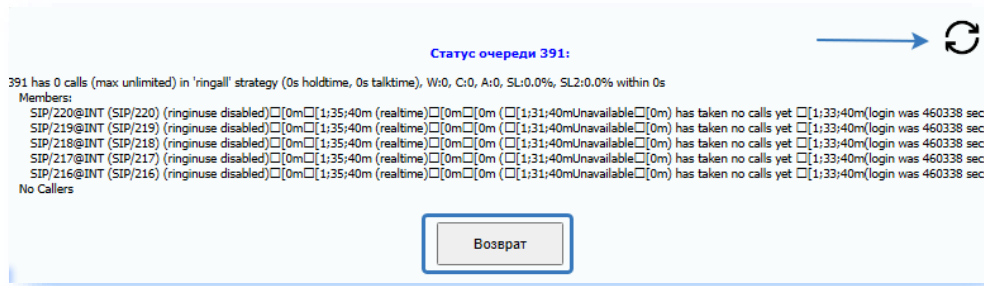 Статус очереди 391:
391 has 0 calls (max unlimited) in 'ringall' strategy (0s holdtime, 0s talktime), W:0, C:0, A:0, SL:0.0%, SL2:0.0% within 0s
Members:
SIP/220@INT (SIP/220) (ringinuse disabled)□[0m□[1;35;40m (realtime)□[0m□[0m (□[1;31;40mUnavailable□[0m) has taken no calls yet □[1;33;40m(login was 460338 sec
SIP/219@INT (SIP/219) (ringinuse disabled)□[0m□[1;35;40m (realtime)□[0m□[0m (□[1;31;40mUnavailable□[0m) has taken no calls yet □[1;33;40m(login was 460338 sec
SIP/218@INT (SIP/218) (ringinuse disabled)□[0m□[1;35;40m (realtime)□[0m□[0m (□[1;31;40mUnavailable□[0m) has taken no calls yet □[1;33;40m(login was 460338 sec
SIP/217@INT (SIP/217) (ringinuse disabled)□[0m□[1;35;40m (realtime)□[0m□[0m (□[1;31;40mUnavailable□[0m) has taken no calls yet □[1;33;40m(login was 460338 sec
SIP/216@INT (SIP/216) (ringinuse disabled)□[0m□[1;35;40m (realtime)□[0m□[0m (□[1;31;40mUnavailable□[0m) has taken no calls yet □[1;33;40m(login was 460338 sec
No Callers
Возврат